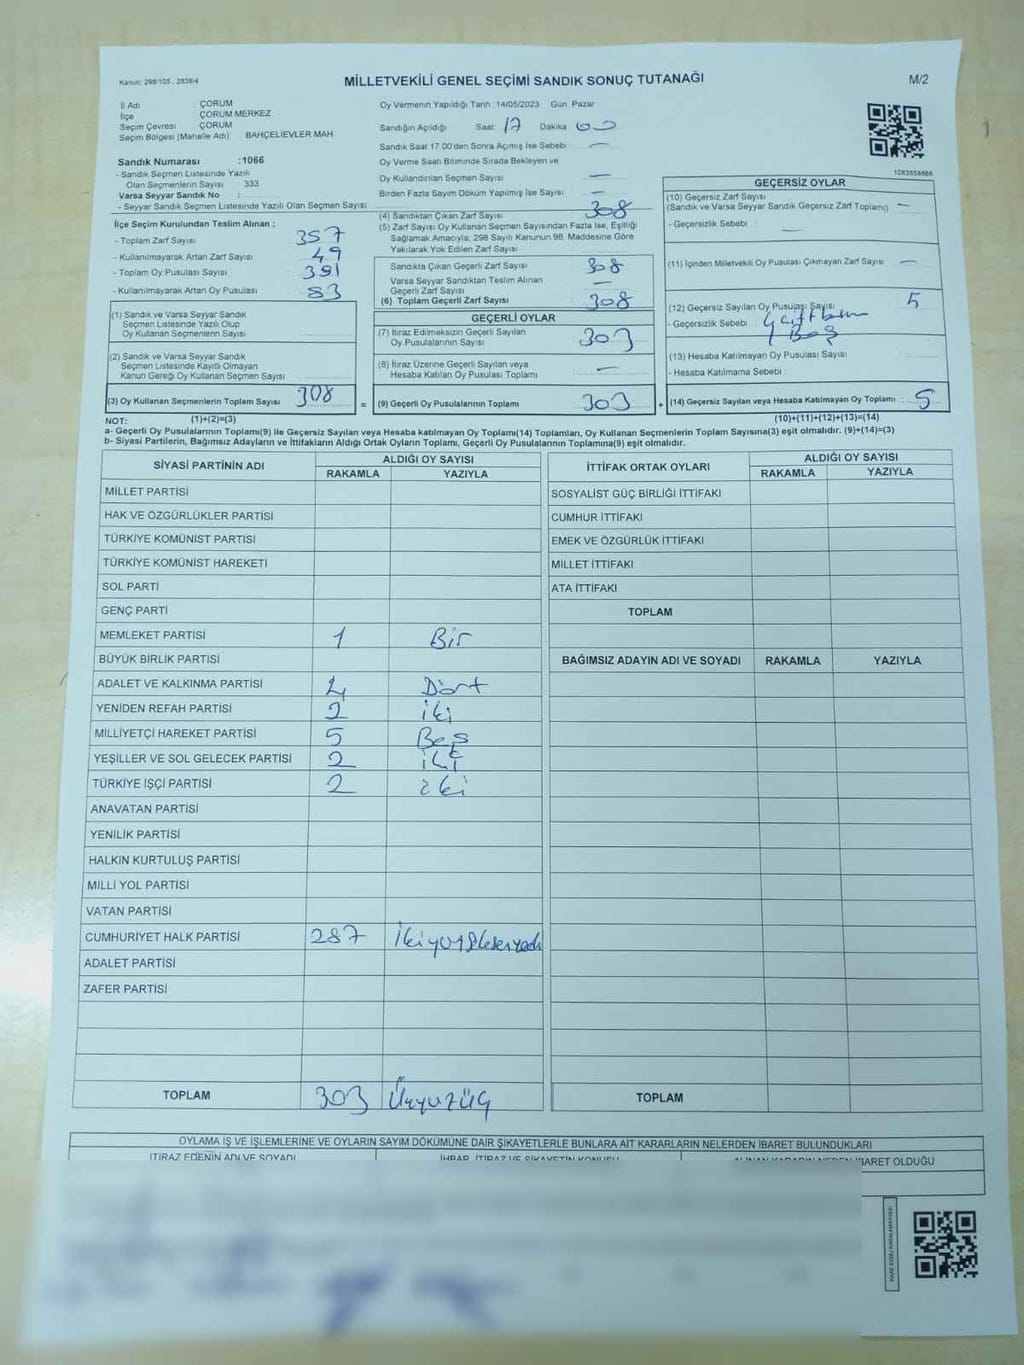 Kanun: 298/105 , 2839/4
MİLLETVEKİLİ GENEL SEÇİMİ SANDIK SONUÇ TUTANAĞI
M/2
İl Adı : ÇORUM
İlçe : ÇORUM MERKEZ
Seçim Çevresi : ÇORUM
Seçim Bölgesi (Mahalle Adı) BAHÇELİEVLER MAH
Sandık Numarası :1066
- Sandık Seçmen Listesinde Yazılı
Olan Seçmenlerin Sayısı : 333
Varsa Seyyar Sandık No :
- Seyyar Sandık Seçmen Listesinde Yazılı Olan Seçmen Sayısı :
Oy Vermenin Yapıldığı Tarih :14/05/2023 Gün: Pazar
Sandığın Açıldığı Saat: 17 Dakika 00
Sandık Saat 17.00'den Sonra Açılmış İse Sebebi : —
Oy Verme Saati Bitiminde Sırada Bekleyen ve
Oy Kullandırılan Seçmen Sayısı : —
Birden Fazla Sayım Döküm Yapılmış İse Sayısı : —
1083858666
İlçe Seçim Kurulundan Teslim Alınan ;
- Toplam Zarf Sayısı : 357
- Kullanılmayarak Artan Zarf Sayısı : 49
- Toplam Oy Pusulası Sayısı : 391
- Kullanılmayarak Artan Oy Pusulası : 83
(1) Sandık ve Varsa Seyyar Sandık
Seçmen Listesinde Yazılı Olup
Oy Kullanan Seçmenlerin Sayısı :
(2) Sandık ve Varsa Seyyar Sandık
Seçmen Listesinde Kayıtlı Olmayan
Kanun Gereği Oy Kullanan Seçmen Sayısı :
(3) Oy Kullanan Seçmenlerin Toplam Sayısı : 308
(4) Sandıktan Çıkan Zarf Sayısı : 308
(5) Zarf Sayısı Oy Kullanan Seçmen Sayısından Fazla İse, Eşitliği
Sağlamak Amacıyla, 298 Sayılı Kanunun 98. Maddesine Göre
Yakılarak Yok Edilen Zarf Sayısı :
Sandıkta Çıkan Geçerli Zarf Sayısı : 308
Varsa Seyyar Sandıktan Teslim Alınan
Geçerli Zarf Sayısı : —
(6) Toplam Geçerli Zarf Sayısı : 308
GEÇERLİ OYLAR
(7) İtiraz Edilmeksizin Geçerli Sayılan
Oy Pusulalarının Sayısı : 303
(8) İtiraz Üzerine Geçerli Sayılan veya
Hesaba Katılan Oy Pusulası Toplamı : —
= (9) Geçerli Oy Pusulalarının Toplamı : 303
GEÇERSİZ OYLAR
(10) Geçersiz Zarf Sayısı
(Sandık ve Varsa Seyyar Sandık Geçersiz Zarf Toplamı) : —
- Geçersizlik Sebebi : —
(11) İçinden Milletvekili Oy Pusulası Çıkmayan Zarf Sayısı : —
(12) Geçersiz Sayılan Oy Pusulası Sayısı : 5
- Geçersizlik Sebebi :
1 Boş
(13) Hesaba Katılmayan Oy Pusulası Sayısı :
- Hesaba Katılmama Sebebi :
+ (14) Geçersiz Sayılan veya Hesaba Katılmayan Oy Toplamı : 5
NOT: (1)+(2)=(3) (10)+(11)+(12)+(13)=(14)
a- Geçerli Oy Pusulalarının Toplamı(9) ile Geçersiz Sayılan veya Hesaba katılmayan Oy Toplamı(14) Toplamları, Oy Kullanan Seçmenlerin Toplam Sayısına(3) eşit olmalıdır. (9)+(14)=(3)
b- Siyasi Partilerin, Bağımsız Adayların ve İttifakların Aldığı Ortak Oyların Toplamı, Geçerli Oy Pusulalarının Toplamına(9) eşit olmalıdır.
SİYASİ PARTİNİN ADI ALDIĞI OY SAYISI
RAKAMLA YAZIYLA
MİLLET PARTİSİ
HAK VE ÖZGÜRLÜKLER PARTİSİ
TÜRKİYE KOMÜNİST PARTİSİ
TÜRKİYE KOMÜNİST HAREKETİ
SOL PARTİ
GENÇ PARTİ
MEMLEKET PARTİSİ 1 Bir
BÜYÜK BİRLİK PARTİSİ
ADALET VE KALKINMA PARTİSİ 4 Dört
YENİDEN REFAH PARTİSİ 2 iki
MİLLİYETÇİ HAREKET PARTİSİ 5 Beş
YEŞİLLER VE SOL GELECEK PARTİSİ 2 iki
TÜRKİYE İŞÇİ PARTİSİ 2 iki
ANAVATAN PARTİSİ
YENİLİK PARTİSİ
HALKIN KURTULUŞ PARTİSİ
MİLLİ YOL PARTİSİ
VATAN PARTİSİ
CUMHURİYET HALK PARTİSİ 287 İkiyüzseksenyedi
ADALET PARTİSİ
ZAFER PARTİSİ
TOPLAM 303 Üçyüzüç
İTTİFAK ORTAK OYLARI ALDIĞI OY SAYISI
RAKAMLA YAZIYLA
SOSYALİST GÜÇ BİRLİĞİ İTTİFAKI
CUMHUR İTTİFAKI
EMEK VE ÖZGÜRLÜK İTTİFAKI
MİLLET İTTİFAKI
ATA İTTİFAKI
TOPLAM
BAĞIMSIZ ADAYIN ADI VE SOYADI RAKAMLA YAZIYLA
TOPLAM
OYLAMA İŞ VE İŞLEMLERİNE VE OYLARIN SAYIM DÖKÜMÜNE DAİR ŞİKAYETLERLE BUNLARA AİT KARARLARIN NELERDEN İBARET BULUNDUKLARI
İTİRAZ EDENİN ADI VE SOYADI İHBAR, İTİRAZ VE ŞİKAYETİN KONUSU ALINAN KARARIN NEDEN İBARET OLDUĞU